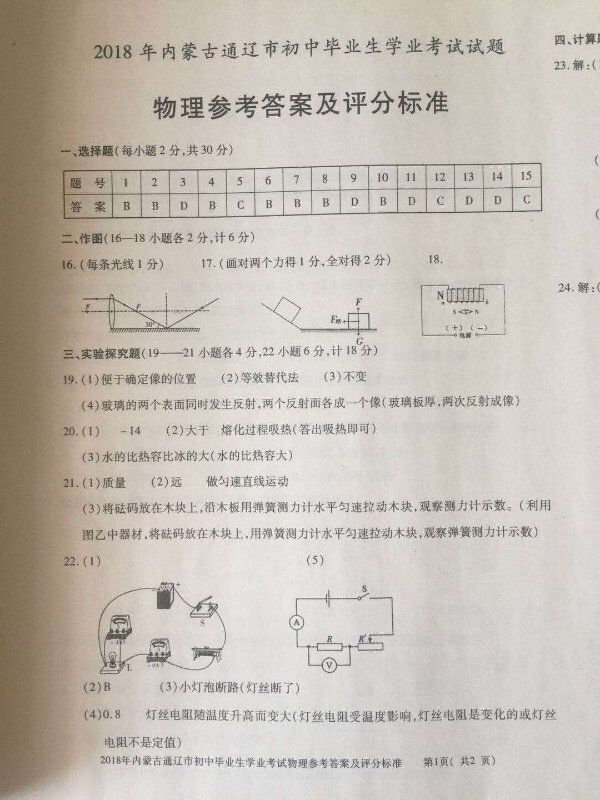 2018年内蒙古通辽市初中毕业生学业考试试题
物理参考答案及评分标准
一、选择题(每小题2分,共30分)
题 号 1 2 3 4 5 6 7 8 9 10 11 12 13 14 15
答 案 B B D B C B B B D B D C D D C
二、作图(16—18小题各2分,计6分)
16.(每条光线1分) 17.(画对两个力得1分,全对得2分) 18.
F F 30°
F F G
N S N (+) (-) 电源
三、实验探究题(19——21小题各4分,22小题6分,计18分)
19.(1)便于确定像的位置 (2)等效替代法 (3)不变
(4)玻璃的两个表面同时发生反射,两个反射面各成一个像(玻璃板厚,两次反射成像)
20.(1) -14 (2)大于 熔化过程吸热(答出吸热即可)
(3)水的比热容比冰的大(水的比热容大)
21.(1)质量 (2)远 做匀速直线运动
(3)将砝码放在木块上,沿木板用弹簧测力计水平匀速拉动木块,观察测力计示数。(利用
图乙中器材,将砝码放在木块上,用弹簧测力计水平匀速拉动木块,观察弹簧测力计示数)
22.(1) (5)
+ S L
S A R R′ V
(2)B (3)小灯泡断路(灯丝断了)
(4)0.8 灯丝电阻随温度升高而变大(灯丝电阻受温度影响,灯丝电阻是变化的或灯丝
电阻不是定值)
2018年内蒙古通辽市初中毕业生学业考试物理参考答案及评分标准 第1页(共2页)
四、计算题
23.解:(
(
(
24.解:(